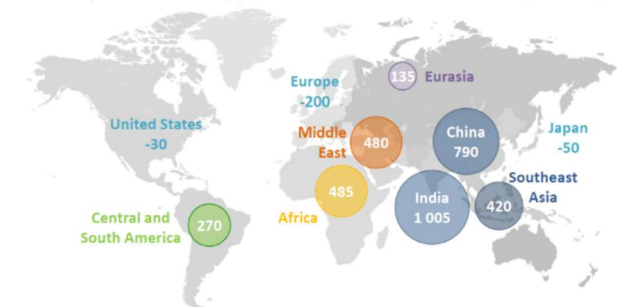 135
Eurasia
Europe
-200
United States
-30
Middle
East
480
China
790
Japan
-50
Southeast
Asia
420
India
1 005
485
Africa
Central and
South America
270